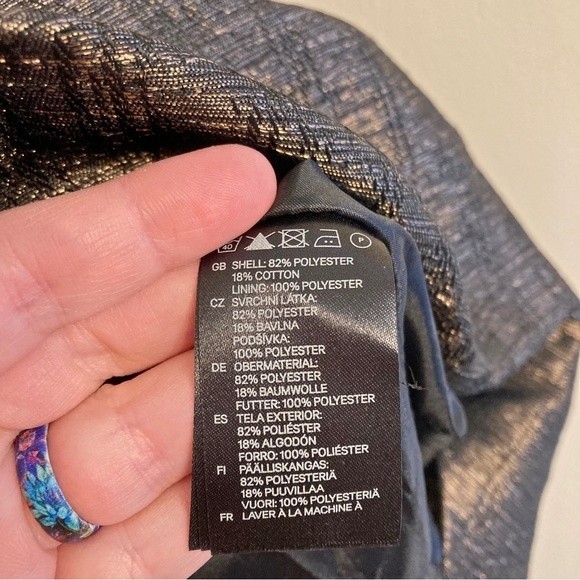 40 P
GB SHELL: 82% POLYESTER
18% COTTON
LINING: 100% POLYESTER
CZ SVRCHNÍ LÁTKA:
82% POLYESTER
18% BAVLNA
PODŠÍVKA:
100% POLYESTER
DE OBERMATERIAL:
82% POLYESTER
18% BAUMWOLLE
FUTTER: 100% POLYESTER
ES TELA EXTERIOR:
82% POLIÉSTER
18% ALGODÓN
FORRO: 100% POLIÉSTER
FI PÄÄLLISKANGAS:
82% POLYESTERIÄ
18% PUUVILLAA
VUORI: 100% POLYESTERIÄ
FR LAVER À LA MACHINE À